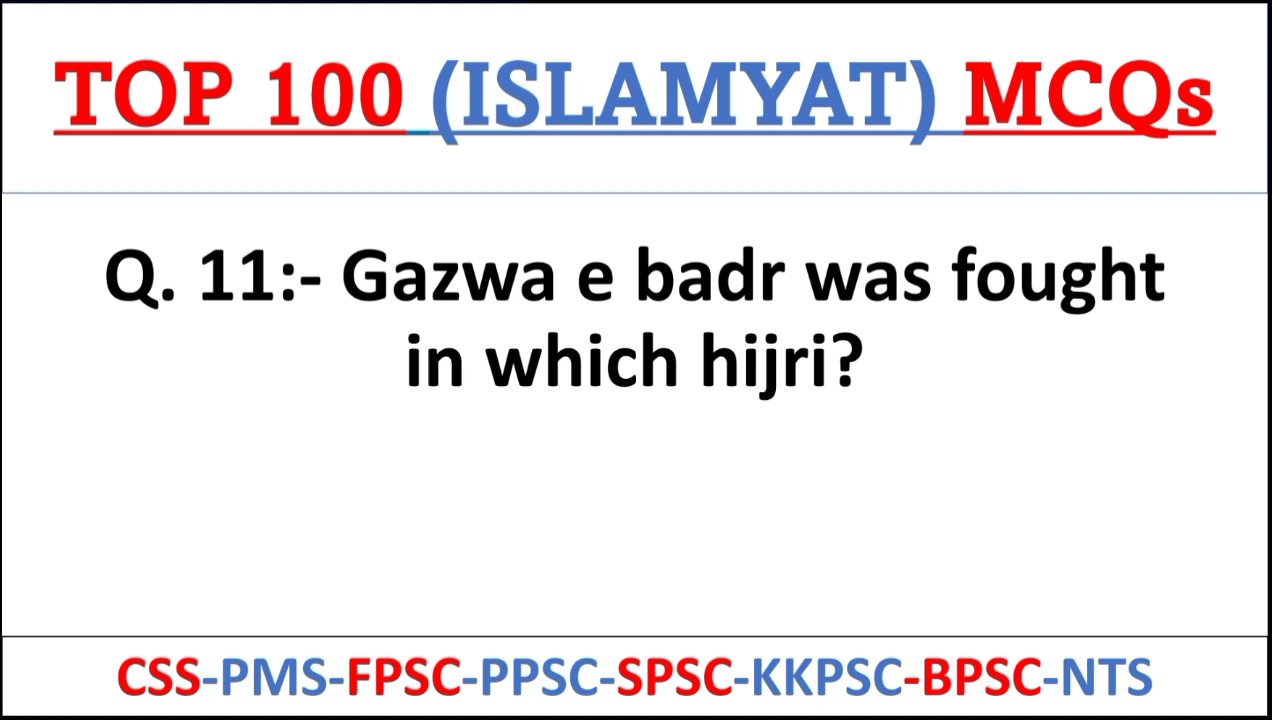 TOP 100 (ISLAMYAT) MCQs
Q. 11:- Gazwa e badr was fought
in which hijri?
CSS-PMS-FPSC-PPSC-SPSC-KKPSC-BPSC-NTS